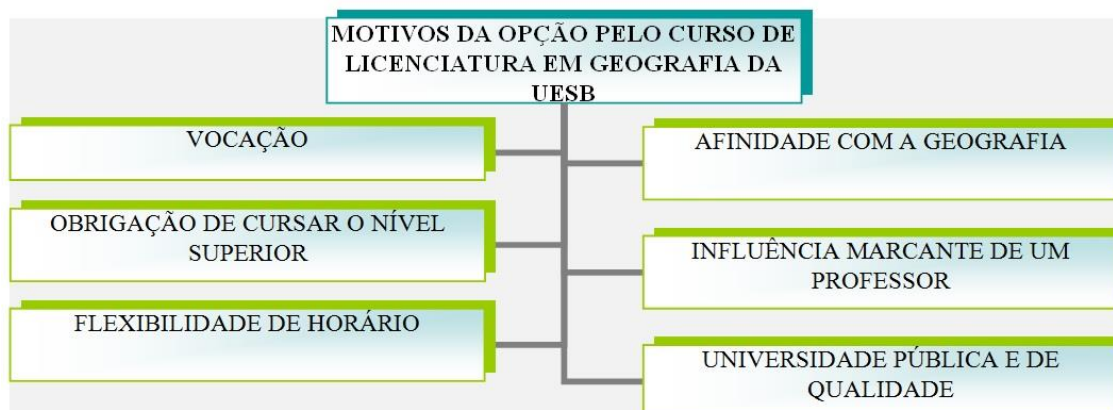 MOTIVOS DA OPÇÃO PELO CURSO DE
LICENCIATURA EM GEOGRAFIA DA
UESB
VOCAÇÃO
AFINIDADE COM A GEOGRAFIA
OBRIGAÇÃO DE CURSAR O NÍVEL
SUPERIOR
INFLUÊNCIA MARCANTE DE UM
PROFESSOR
FLEXIBILIDADE DE HORÁRIO
UNIVERSIDADE PÚBLICA E DE
QUALIDADE